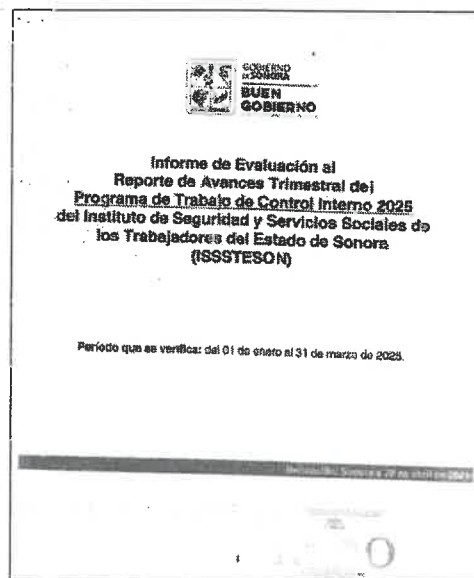 GOBIERNO
DE SONORA
BUEN
GOBIERNO
Informe de Evaluación al
Reporte de Avances Trimestral del
Programa de Trabajo de Control Interno 2025
del Instituto de Seguridad y Servicios Sociales de
los Trabajadores del Estado de Sonora
(ISSSTESON)
Período que se verifica: del 01 de enero al 31 de marzo de 2025.